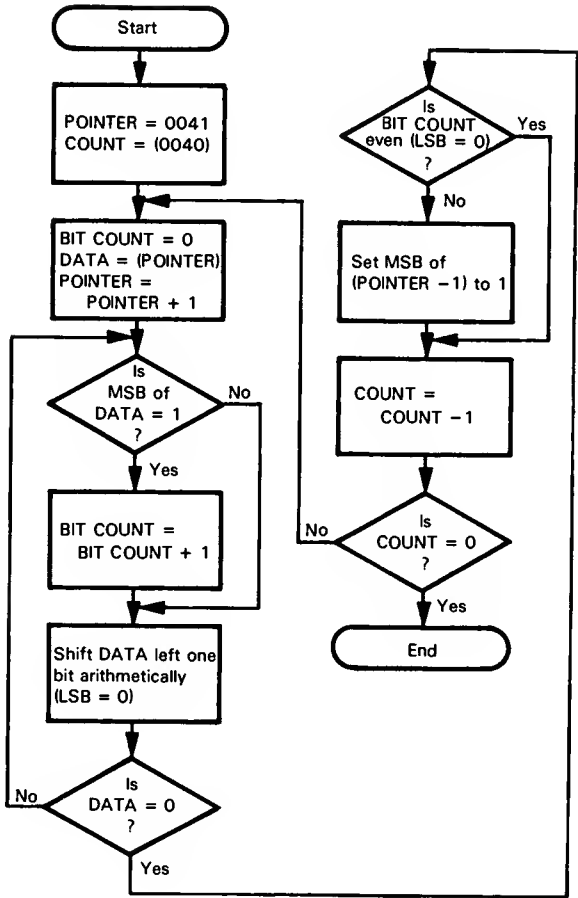 Start
POINTER = 0041
COUNT = (0040)
BIT COUNT = 0
DATA = (POINTER)
POINTER =
POINTER + 1
Is
MSB of
DATA = 1
?
No
Yes
BIT COUNT =
BIT COUNT + 1
Shift DATA left one
bit arithmetically
(LSB = 0)
Is
DATA = 0
?
No
Yes
Is
BIT COUNT
even (LSB = 0)
?
Yes
No
Set MSB of
(POINTER -1) to 1
COUNT =
COUNT -1
Is
COUNT = 0
?
No
Yes
End